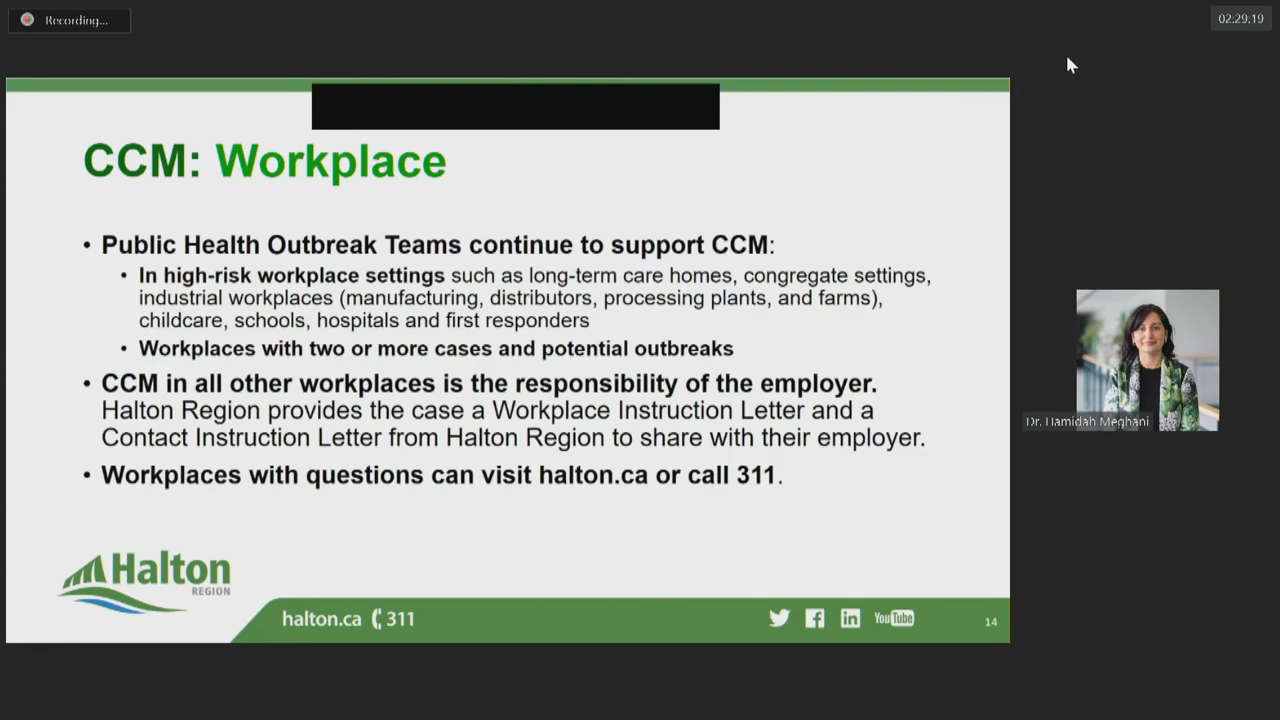 Recording...
02:29:19
CCM: Workplace
• Public Health Outbreak Teams continue to support CCM:
• In high-risk workplace settings such as long-term care homes, congregate settings,
industrial workplaces (manufacturing, distributors, processing plants, and farms),
childcare, schools, hospitals and first responders
• Workplaces with two or more cases and potential outbreaks
• CCM in all other workplaces is the responsibility of the employer.
Halton Region provides the case a Workplace Instruction Letter and a
Contact Instruction Letter from Halton Region to share with their employer.
• Workplaces with questions can visit halton.ca or call 311.
Dr. Hamidah Meghani
Halton
REGION
halton.ca 311
YouTube
14